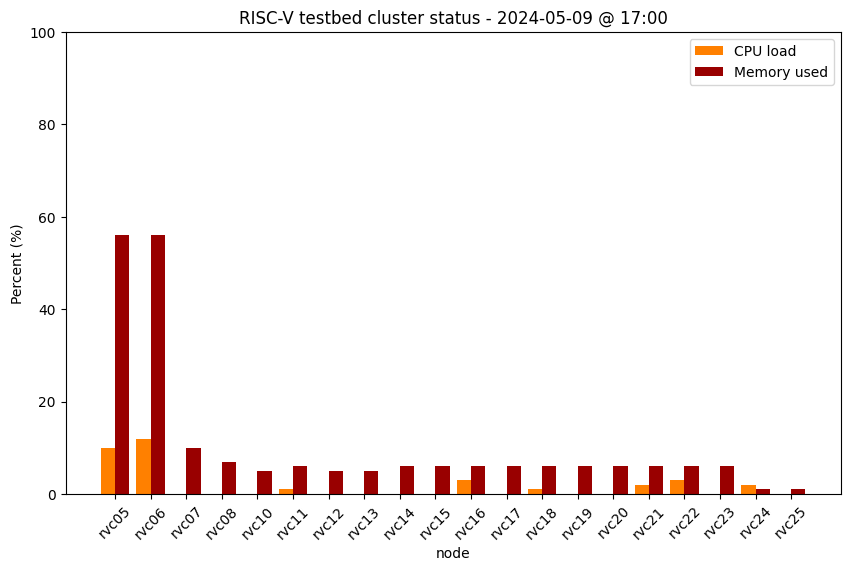 RISC-V testbed cluster status - 2024-05-09 @ 17:00
CPU load
Memory used
Percent (%)
100
80
60
40
20
0
rvc05 rvc06 rvc07 rvc08 rvc10 rvc11 rvc12 rvc13 rvc14 rvc15 rvc16 rvc17 rvc18 rvc19 rvc20 rvc21 rvc22 rvc23 rvc24 rvc25
node